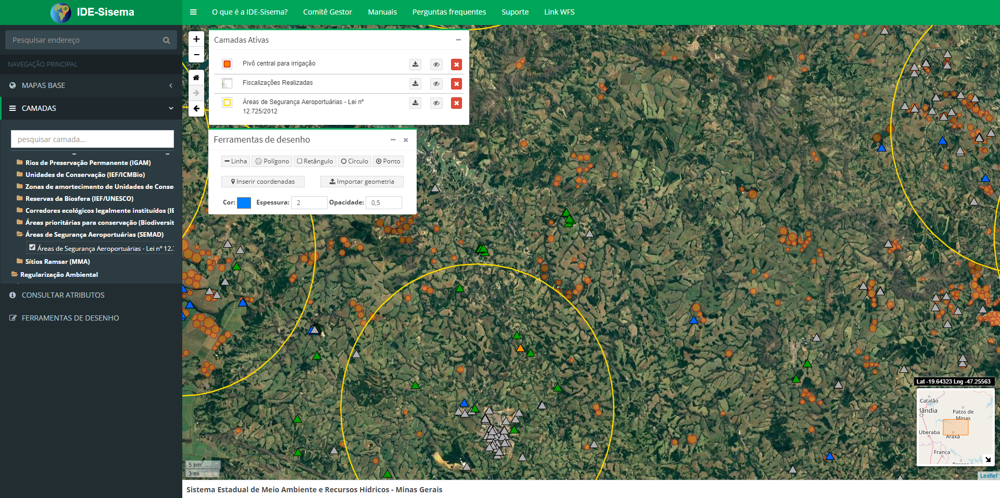 IDE-Sisema
O que é a IDE-Sisema?
Comitê Gestor
Manuais
Perguntas frequentes
Suporte
Link WFS
Pesquisar endereço
NAVEGAÇÃO PRINCIPAL
MAPAS BASE
CAMADAS
pesquisar camada...
Rios de Preservação Permanente (IGAM)
Unidades de Conservação (IEF/ICMBio)
Zonas de amortecimento de Unidades de Conse
Reservas da Biosfera (IEF/UNESCO)
Corredores ecológicos legalmente instituídos (IE
Áreas prioritárias para conservação (Biodiversit
Áreas de Segurança Aeroportuárias (SEMAD)
Áreas de Segurança Aeroportuárias - Lei nº 12.7
Sítios Ramsar (MMA)
Regularização Ambiental
CONSULTAR ATRIBUTOS
FERRAMENTAS DE DESENHO
Camadas Ativas
Pivô central para irrigação
Fiscalizações Realizadas
Áreas de Segurança Aeroportuárias - Lei nº
12.725/2012
Ferramentas de desenho
Linha
Polígono
Retângulo
Círculo
Ponto
Inserir coordenadas
Importar geometria
Cor:
Espessura: 2
Opacidade: 0,5
Lat -19.64323 Lng -47.25563
Catalão
lândia
Patos de
Minas
Uberaba
Araxá
Franca
5 km
3 mi
Leaflet
Sistema Estadual de Meio Ambiente e Recursos Hídricos - Minas Gerais